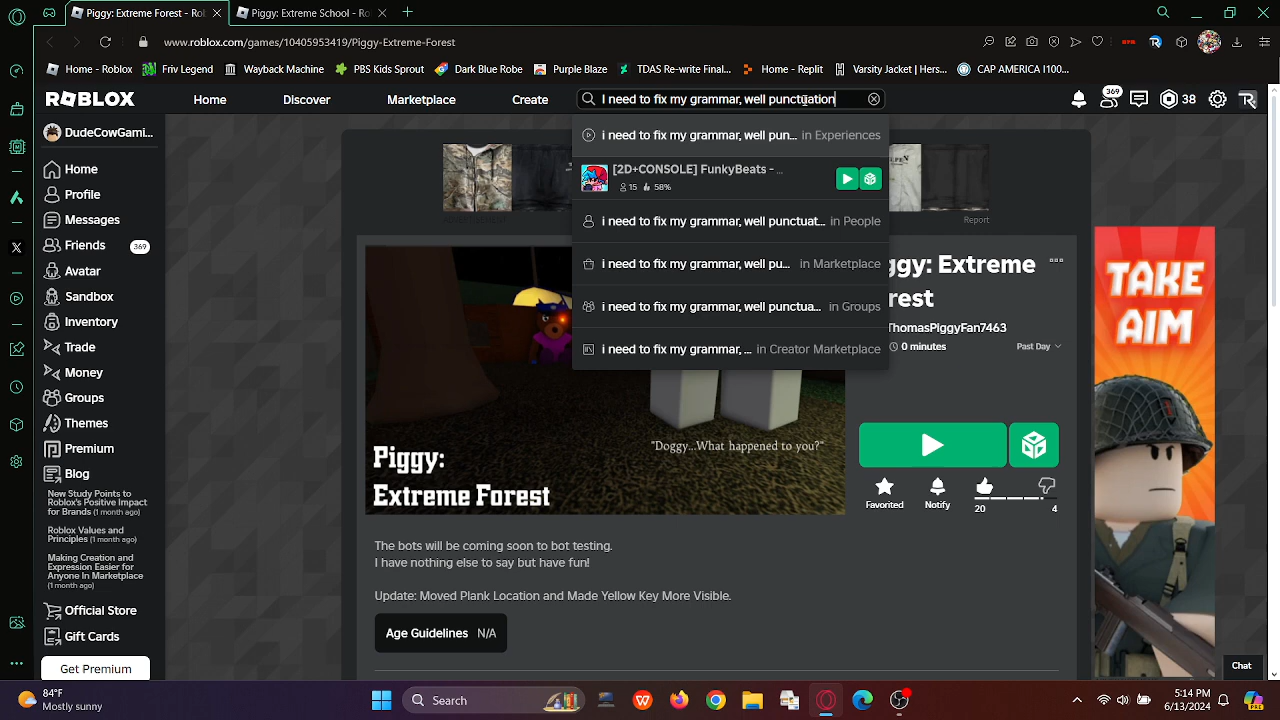 Piggy: Extreme Forest - Ro
Piggy: Extreme School - Ro
www.roblox.com/games/10405953419/Piggy-Extreme-Forest
Home - Roblox
Friv Legend
Wayback Machine
PBS Kids Sprout
Dark Blue Rose
Purple Blaze
TDAS Re-write Final...
Home - Replit
Varsity Jacket | Hers...
CAP AMERICA I100...
ROBLOX
Home
Discover
Marketplace
Create
I need to fix my grammar, well punctuation
369
38
i need to fix my grammar, well pun... in Experiences
[2D+CONSOLE] FunkyBeats - ...
15 58%
i need to fix my grammar, well punctuat... in People
i need to fix my grammar, well pu... in Marketplace
i need to fix my grammar, well punctua... in Groups
i need to fix my grammar, ... in Creator Marketplace
DudeCowGami...
Home
Profile
Messages
Friends 369
Avatar
Sandbox
Inventory
Trade
Money
Groups
Themes
Premium
Blog
New Study Points to
Roblox's Positive Impact
for Brands (1 month ago)
Roblox Values and
Principles (1 month ago)
Making Creation and
Expression Easier for
Anyone In Marketplace
(1 month ago)
Official Store
Gift Cards
Get Premium
Report
ggy: Extreme
rest
ThomasPiggyFan7463
0 minutes
Past Day
"Doggy...What happened to you?"
Piggy:
Extreme Forest
Favorited
Notify
20
4
The bots will be coming soon to bot testing.
I have nothing else to say but have fun!
Update: Moved Plank Location and Made Yellow Key More Visible.
Age Guidelines N/A
TAKE
AIM
Chat
84°F
Mostly sunny
Search
5:14 PM
6/13/2024